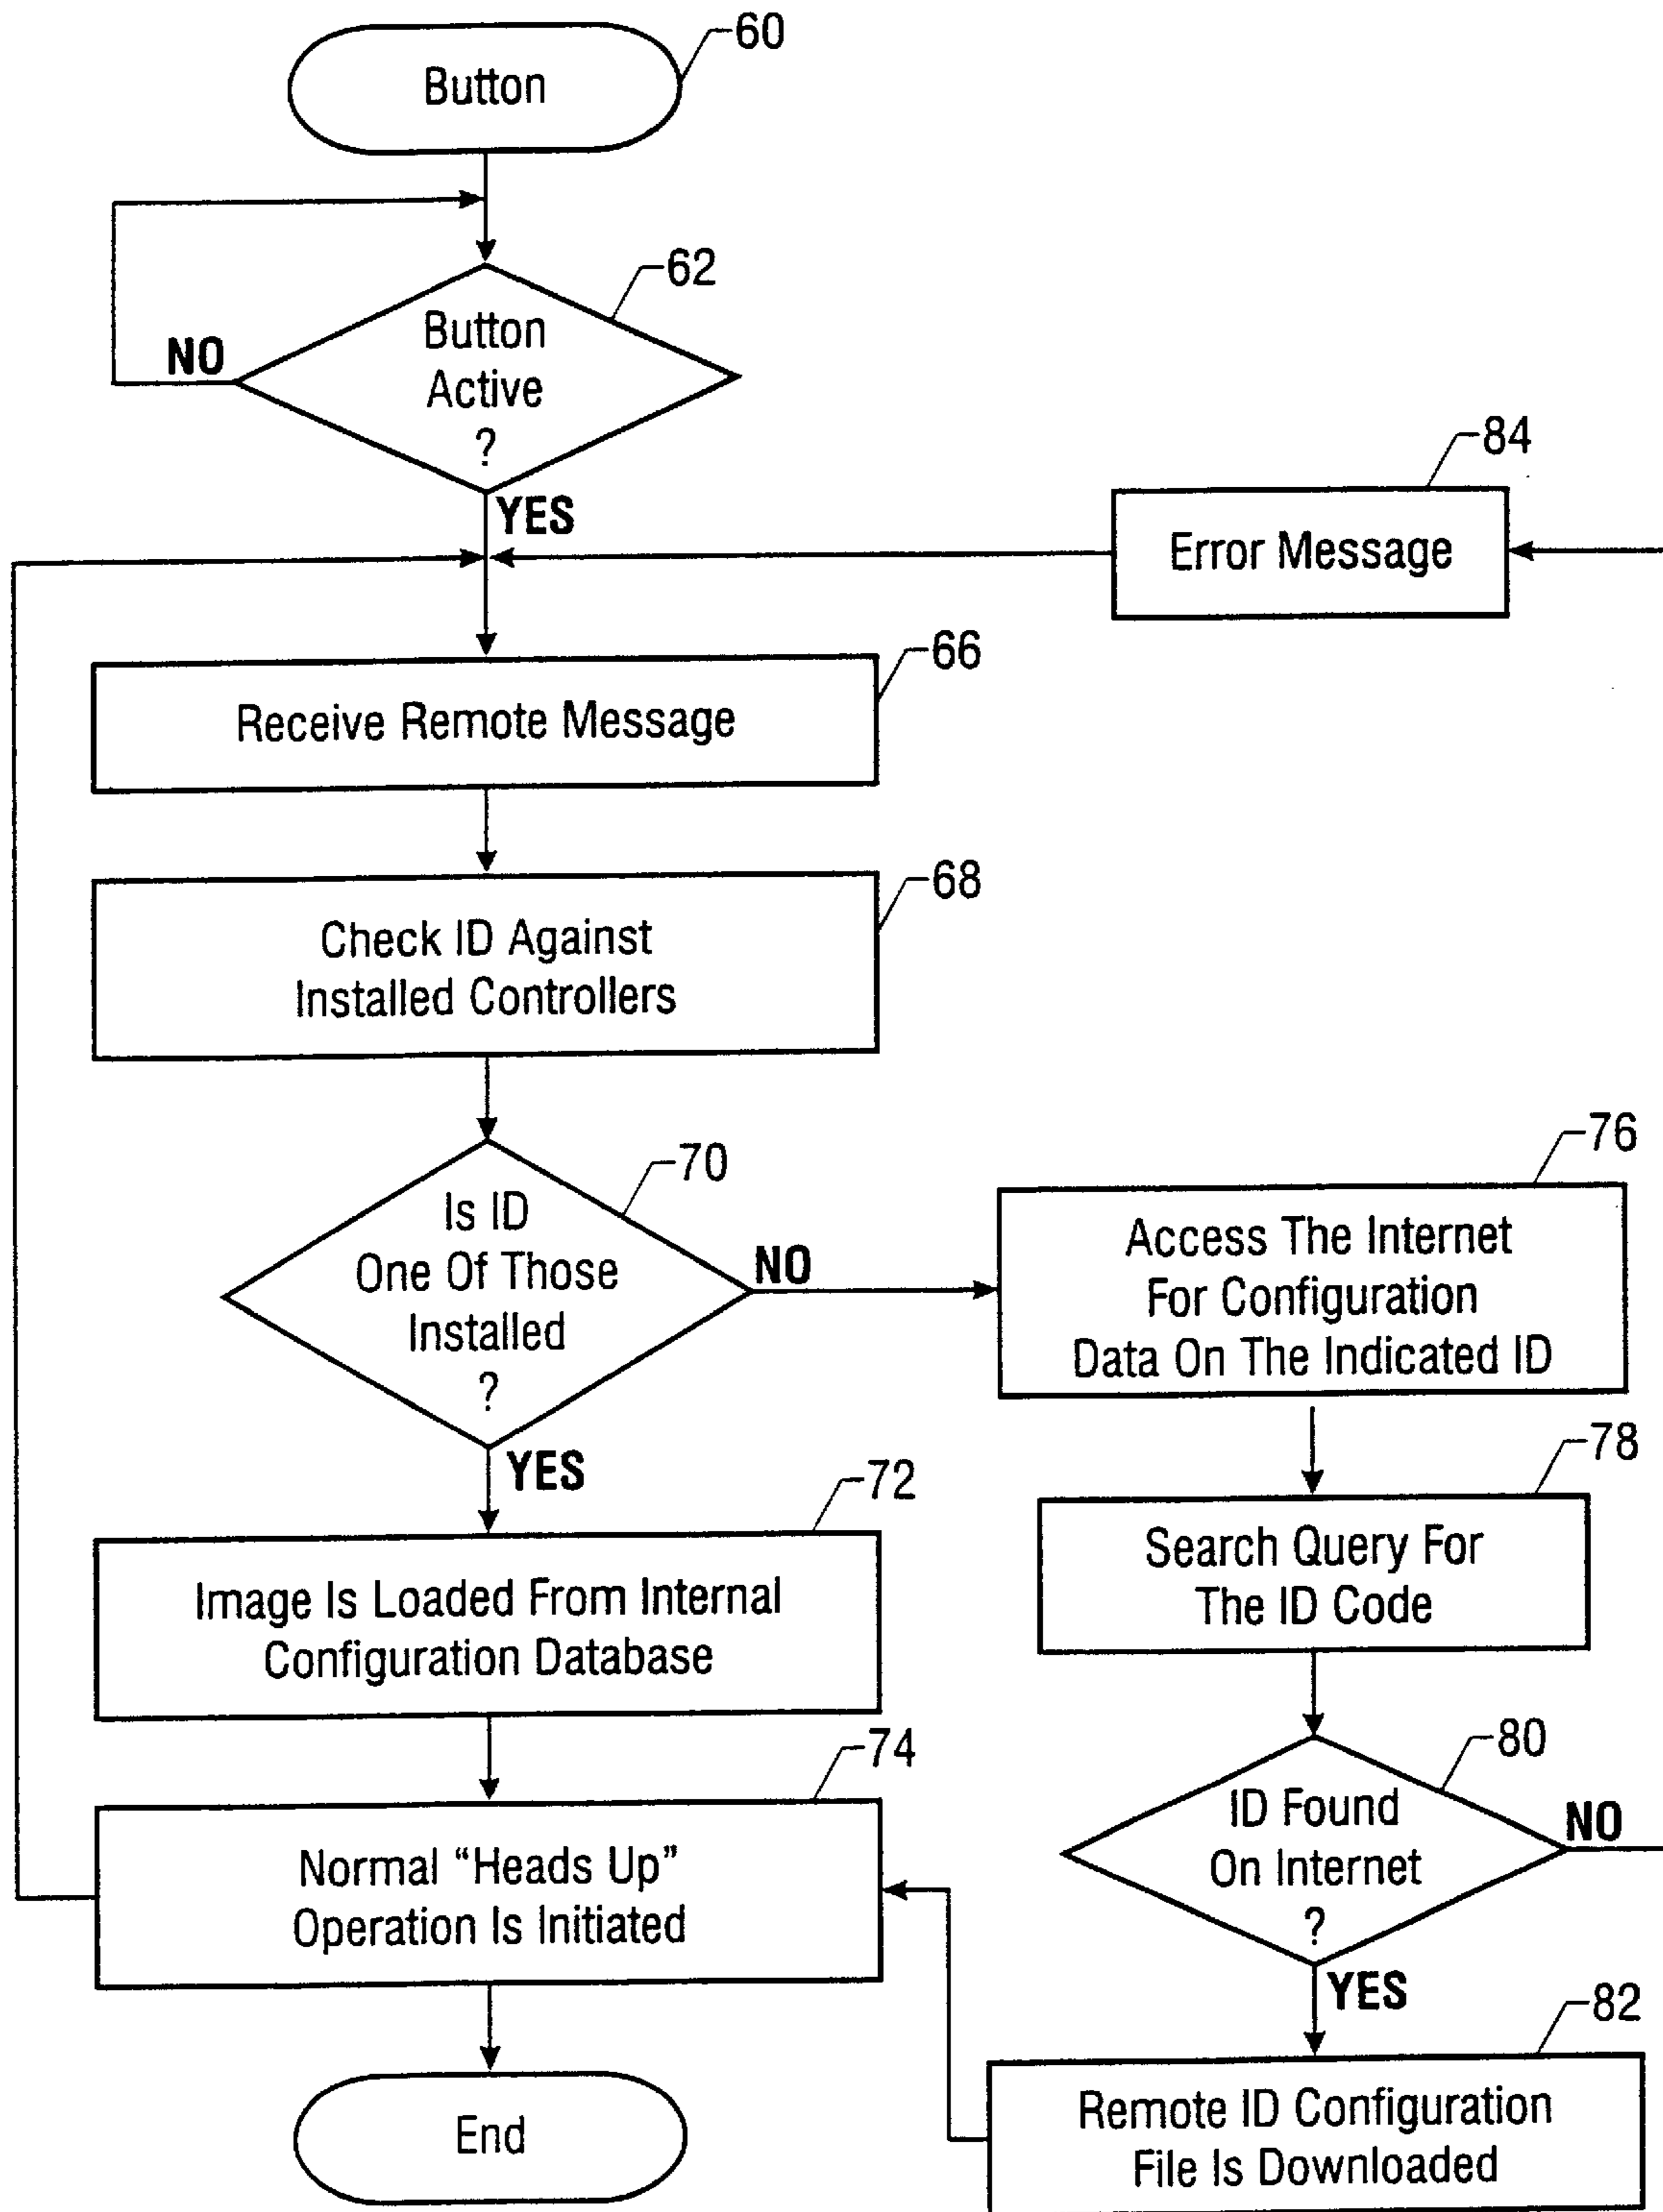 60
Button
62
Button
Active
?
NO
YES
84
Error Message
66
Receive Remote Message
68
Check ID Against
Installed Controllers
70
Is ID
One Of Those
Installed
?
NO
YES
76
Access The Internet
For Configuration
Data On The Indicated ID
78
Search Query For
The ID Code
72
Image Is Loaded From Internal
Configuration Database
74
Normal “Heads Up”
Operation Is Initiated
80
ID Found
On Internet
?
NO
YES
82
Remote ID Configuration
File Is Downloaded
End